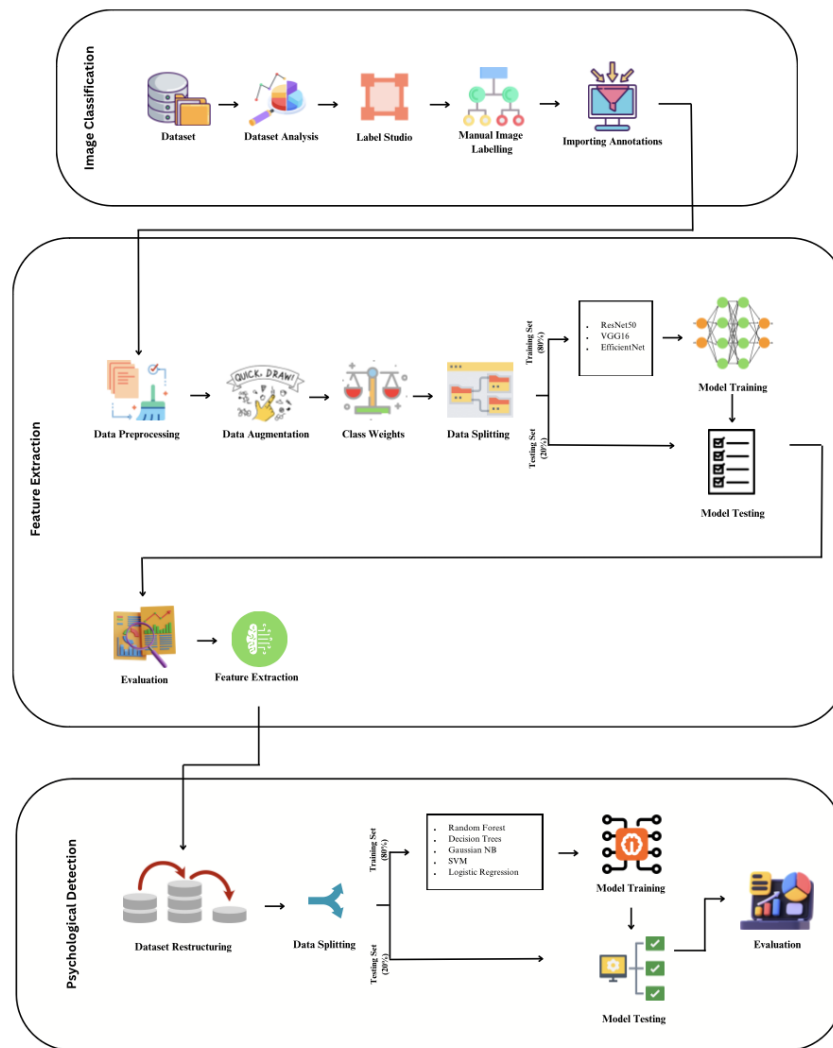 Image Classification
Dataset
Dataset Analysis
Label Studio
Manual Image
Labelling
Importing Annotations
Feature Extraction
Data Preprocessing
QUICK, DRAW!
Data Augmentation
Class Weights
Data Splitting
Training Set
(80%)
Testing Set
(20%)
· ResNet50
· VGG16
· EfficientNet
Model Training
Model Testing
Evaluation
Feature Extraction
Psychological Detection
Dataset Restructuring
Data Splitting
Training Set
(80%)
Testing Set
(20%)
· Random Forest
· Decision Trees
· Gaussian NB
· SVM
· Logistic Regression
Model Training
Model Testing
Evaluation